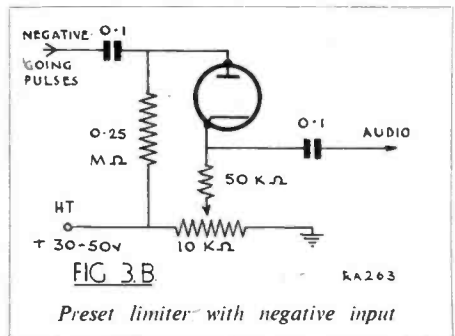 NEGATIVE
GOING
PULSES
0·1
0·25
MΩ
0·1
AUDIO
50 KΩ
HT
+ 30-50V
10 KΩ
FIG 3.B.
RA263
Preset limiter with negative input